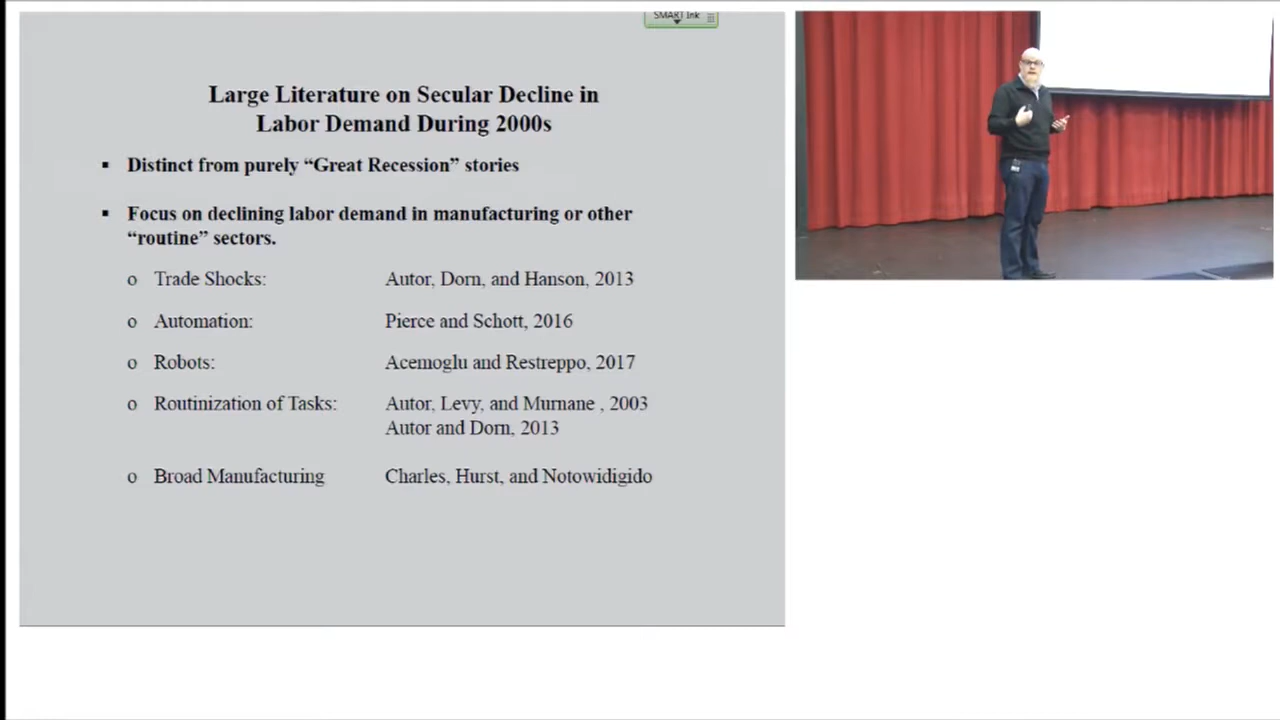 SMART Ink
Large Literature on Secular Decline in
Labor Demand During 2000s
▪ Distinct from purely “Great Recession” stories
▪ Focus on declining labor demand in manufacturing or other
“routine” sectors.
o Trade Shocks: Autor, Dorn, and Hanson, 2013
o Automation: Pierce and Schott, 2016
o Robots: Acemoglu and Restreppo, 2017
o Routinization of Tasks: Autor, Levy, and Murnane , 2003
Autor and Dorn, 2013
o Broad Manufacturing Charles, Hurst, and Notowidigido